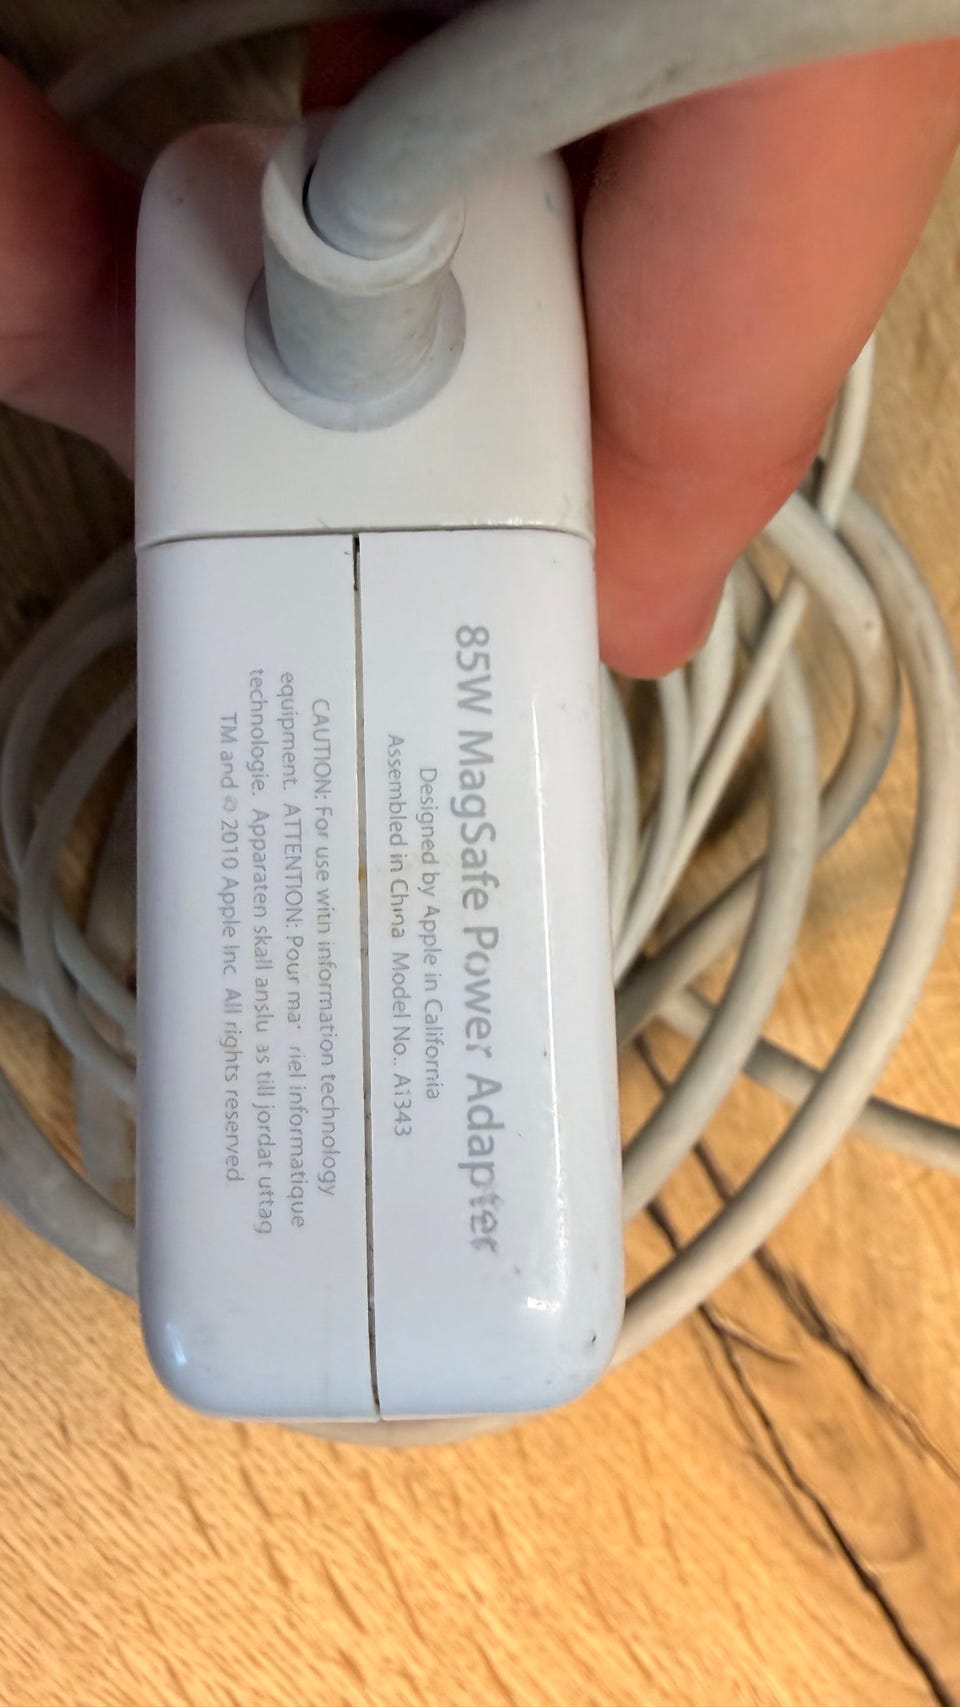 85W MagSafe Power Adapter
Designed by Apple in California
Assembled in China Model No.: A1343
CAUTION: For use with information technology
equipment. ATTENTION: Pour riel informatique
technologie. Apparaten skall till jordat uttag
TM and © 2010 Apple Inc All rights reserved.